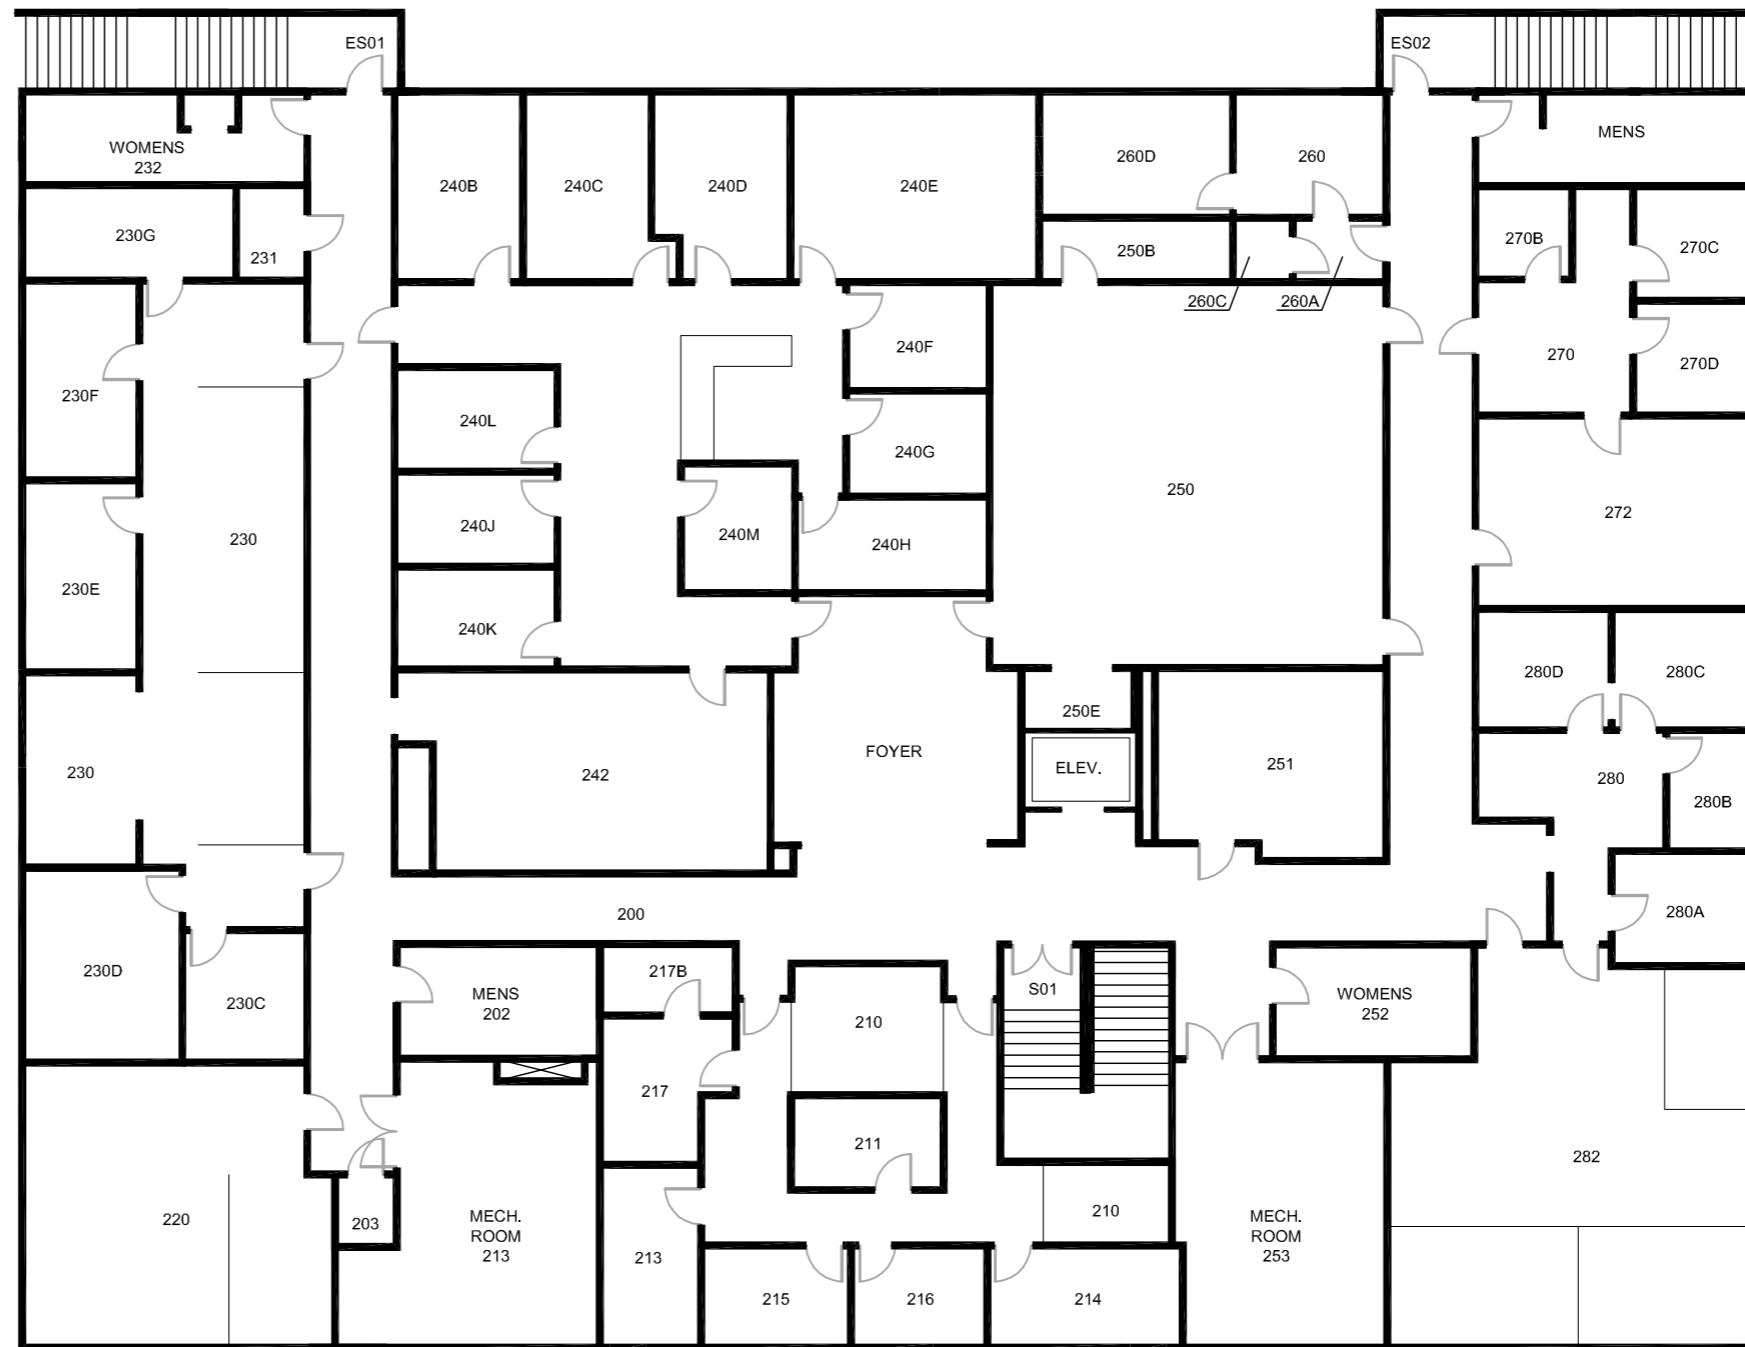 ES01
ES02
WOMENS
232
240B
240C
240D
240E
260D
260
MENS
230G
231
250B
270B
270C
260C
260A
230F
240L
240F
270
270D
240G
230
240J
240M
240H
250
272
230E
240K
280D
280C
230
242
FOYER
250E
ELEV.
251
280
280B
200
280A
230D
230C
MENS
202
217B
210
S01
WOMENS
252
217
211
282
220
203
MECH.
ROOM
213
213
210
MECH.
ROOM
253
215
216
214